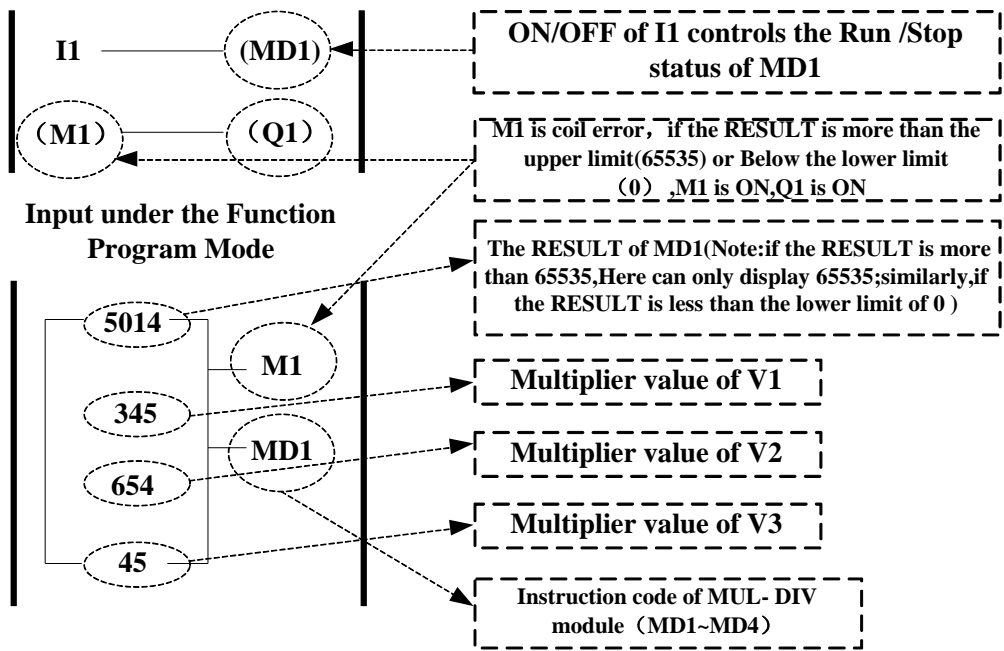 I1
(MD1)
（M1）
（Q1）
Input under the Function
Program Mode
5014
M1
345
MD1
654
45
ON/OFF of I1 controls the Run /Stop
status of MD1
M1 is coil error，if the RESULT is more than the
upper limit(65535) or Below the lower limit
（0）,M1 is ON,Q1 is ON
The RESULT of MD1(Note:if the RESULT is more
than 65535,Here can only display 65535;similarly,if
the RESULT is less than the lower limit of 0 )
Multiplier value of V1
Multiplier value of V2
Multiplier value of V3
Instruction code of MUL- DIV
module（MD1~MD4）